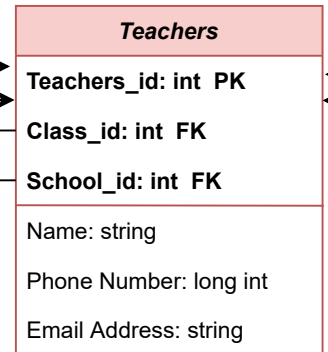 Teachers
Teachers_id: int  PK
Class_id: int  FK
School_id: int  FK
Name: string
Phone Number: long int
Email Address: string